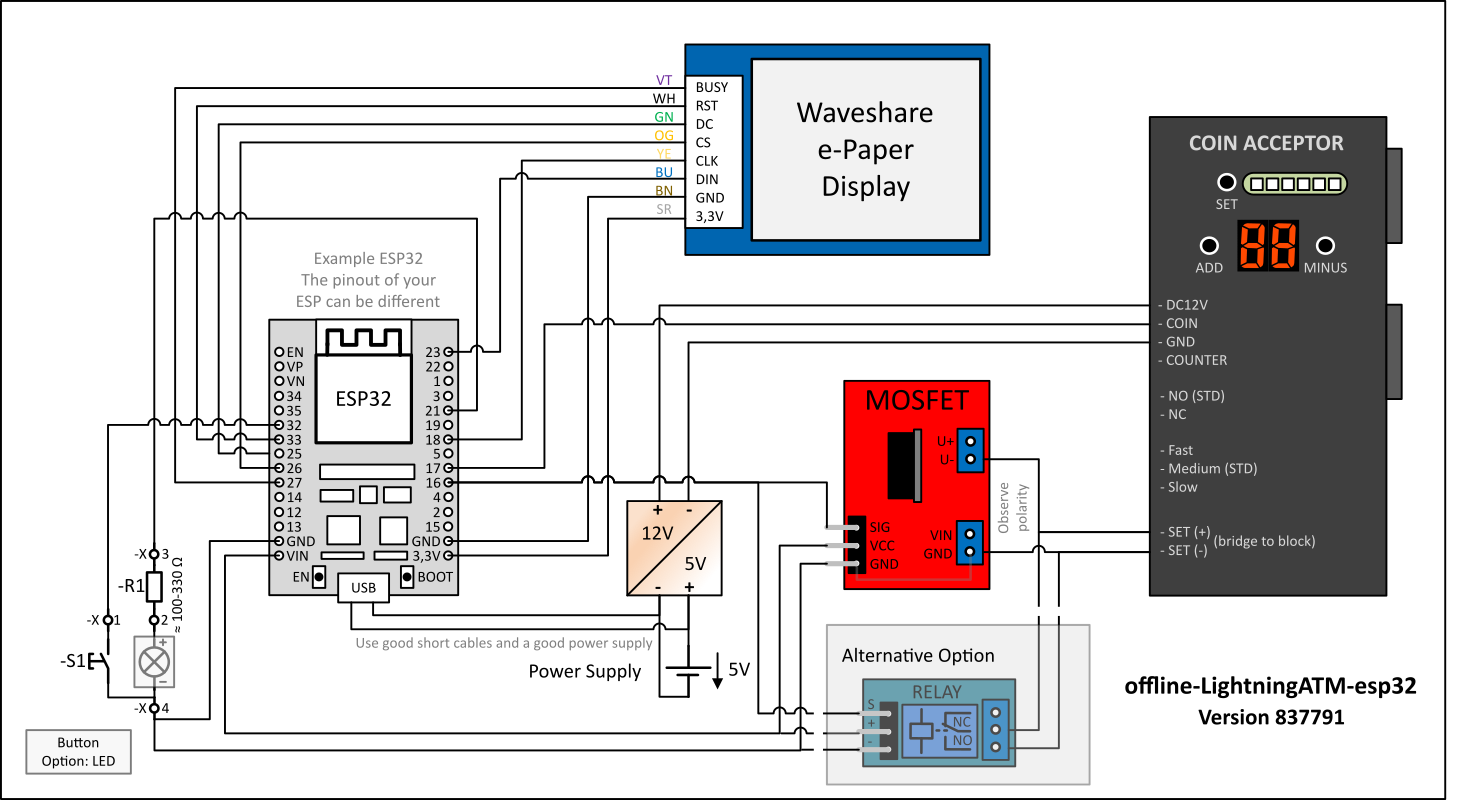 VT
WH
GN
OG
YE
BU
BN
SR
BUSY
RST
DC
CS
CLK
DIN
GND
3,3V
Waveshare
e-Paper
Display
COIN ACCEPTOR
SET
ADD
MINUS
- DC12V
- COIN
- GND
- COUNTER
- NO (STD)
- NC
- Fast
- Medium (STD)
- Slow
- SET (+)
- SET (-)
(bridge to block)
Example ESP32
The pinout of your
ESP can be different
ESP32
EN
VP
VN
34
35
32
33
25
26
27
14
12
13
GND
VIN
23
22
1
3
21
19
18
5
17
16
4
2
15
GND
3,3V
EN
BOOT
USB
MOSFET
U+
U-
SIG
VCC
GND
VIN
GND
Observe
polarity
+ -
12V
5V
- +
Use good short cables and a good power supply
Power Supply
5V
-X 3
-R1
≈ 100-330 Ω
-X 1
2
+
-S1
-
-X 4
Button
Option: LED
Alternative Option
RELAY
S
+
-
NC
NO
offline-LightningATM-esp32
Version 837791